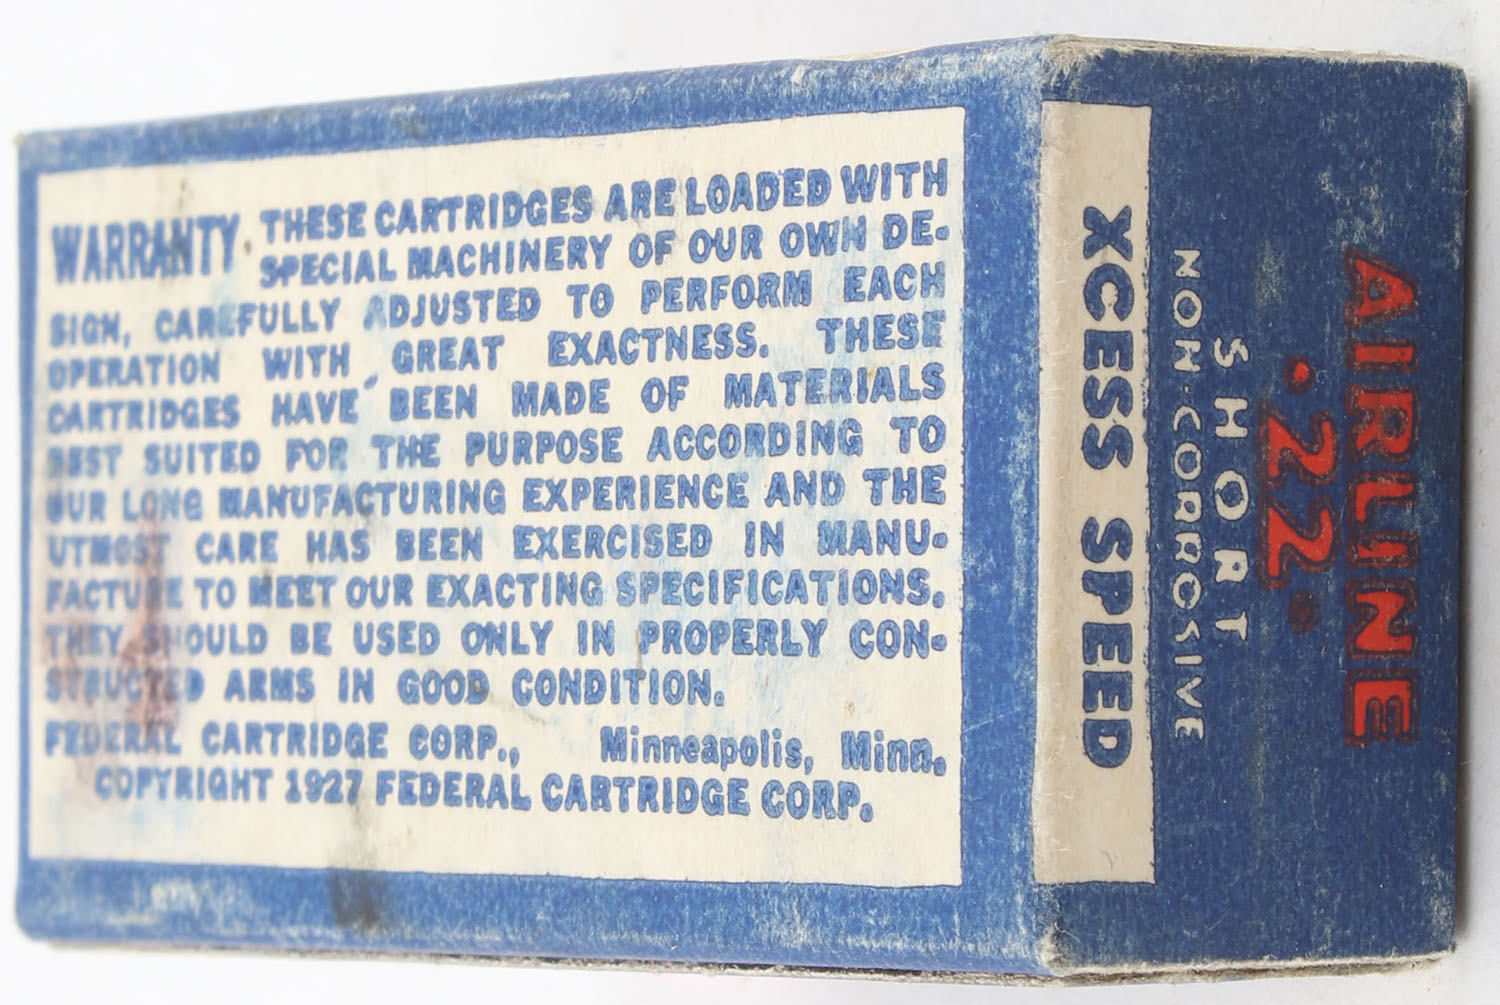 WARRANTY THESE CARTRIDGES ARE LOADED WITH
SPECIAL MACHINERY OF OUR OWN DE-
SIGN, CAREFULLY ADJUSTED TO PERFORM EACH
OPERATION WITH GREAT EXACTNESS. THESE
CARTRIDGES HAVE BEEN MADE OF MATERIALS
BEST SUITED FOR THE PURPOSE ACCORDING TO
OUR LONG MANUFACTURING EXPERIENCE AND THE
UTMOST CARE HAS BEEN EXERCISED IN MANU-
FACTURE TO MEET OUR EXACTING SPECIFICATIONS.
THEY SHOULD BE USED ONLY IN PROPERLY CON-
STRUCTED ARMS IN GOOD CONDITION.
FEDERAL CARTRIDGE CORP., Minneapolis, Minn.
COPYRIGHT 1927 FEDERAL CARTRIDGE CORP.
AIRLINE
.22.
SHORT
NON-CORROSIVE
XCESS SPEED